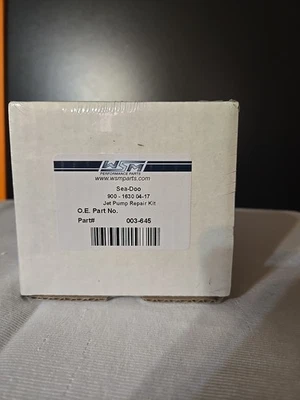 WSM
PERFORMANCE PARTS
www.wsmparts.com
Sea-Doo
900 - 1630 04-17
Jet Pump Repair Kit
O.E. Part No.
Part# 003-645